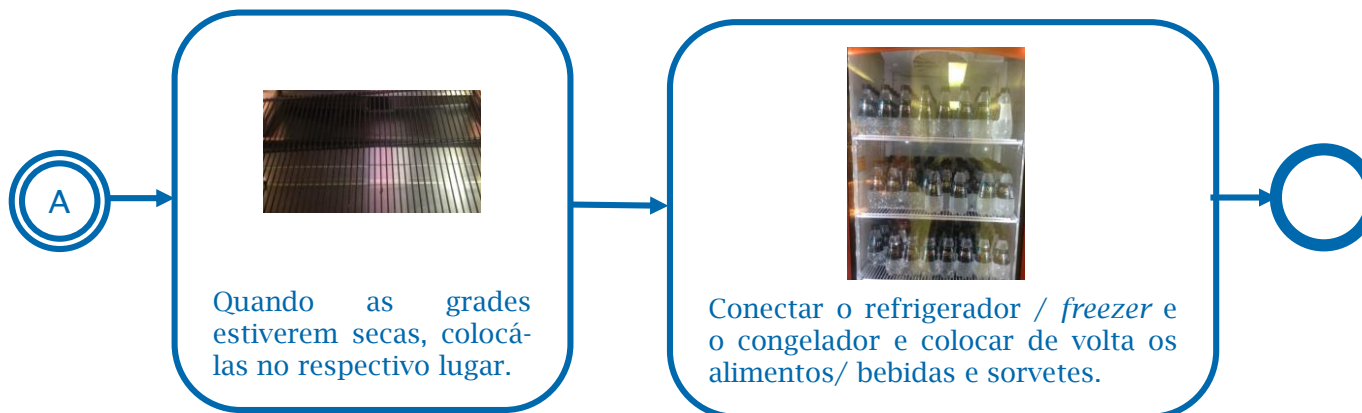 A
Quando as grades
estiverem secas, colocá-
las no respectivo lugar.
Conectar o refrigerador / freezer e
o congelador e colocar de volta os
alimentos/ bebidas e sorvetes.